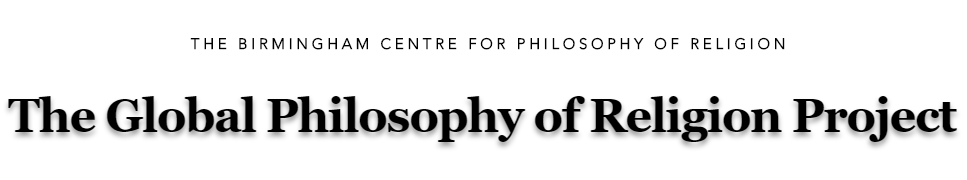 THE BIRMINGHAM CENTRE FOR PHILOSOPHY OF RELIGION
The Global Philosophy of Religion Project